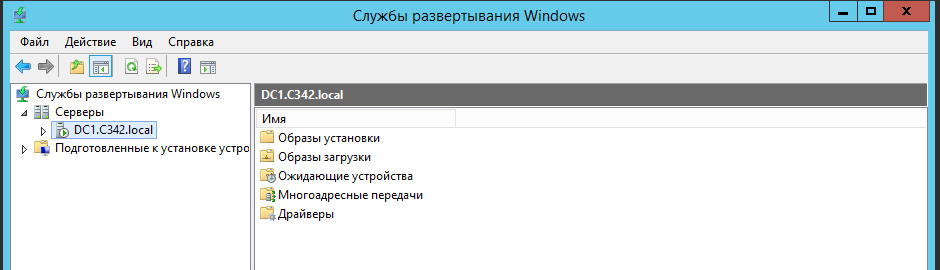 Службы развертывания Windows
Файл Действие Вид Справка
Службы развертывания Windows
Серверы
DC1.C342.local
Подготовленные к установке устро
DC1.C342.local
Имя
Образы установки
Образы загрузки
Ожидающие устройства
Многоадресные передачи
Драйверы